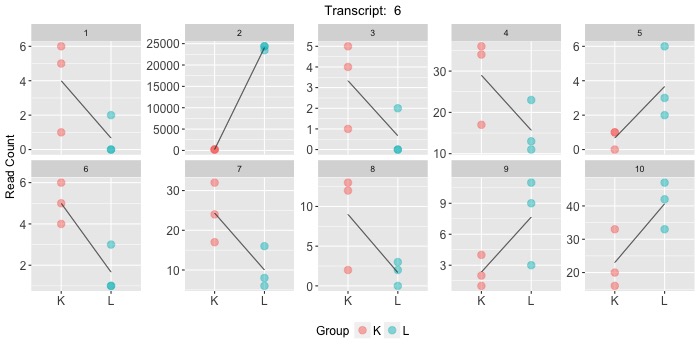 Transcript: 6
1 2 3 4 5
6 25000 5 30 6
20000 4
4 15000 3 4
10000 2 20
2 5000 1 2
0 0 0 10 0
Read Count
6 7 8 9 10
6 30 10 9 40
4 20 5 6 30
2 10 0 3 20
K L K L K L K L K L
Group K L